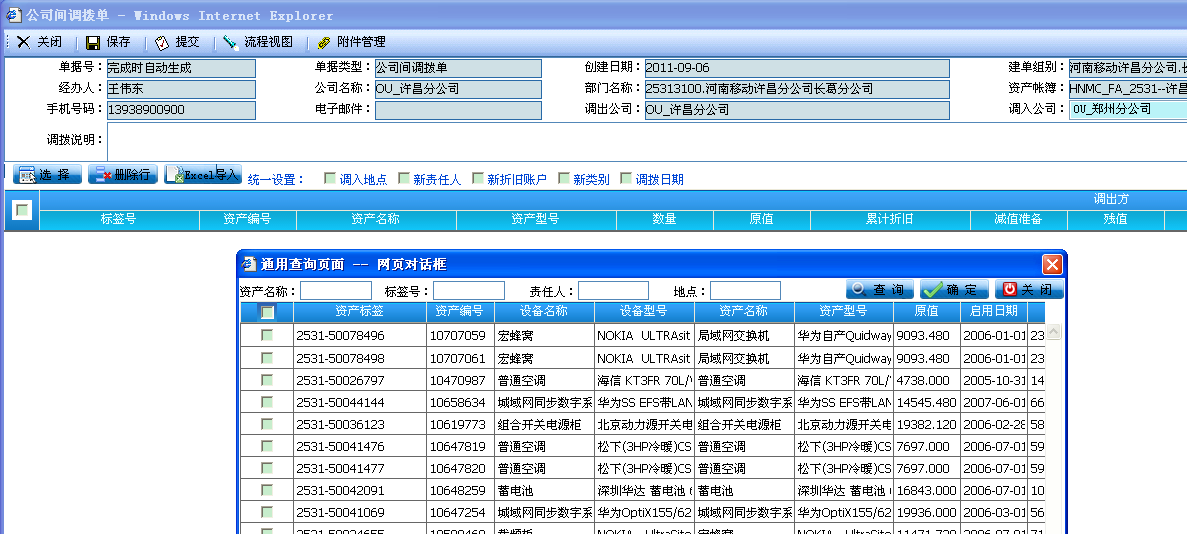 公司间调拨单 - Windows Internet Explorer
关闭 保存 提交 流程视图 附件管理
单据号： 完成时自动生成 单据类型： 公司间调拨单 创建日期： 2011-09-06 建单组别： 河南移动许昌分公司.长
经办人： 王伟东 公司名称： OU_许昌分公司 部门名称： 25313100.河南移动许昌分公司长葛分公司 资产帐簿： HNMC_FA_2531--许昌
手机号码： 13938900900 电子邮件： 调出公司： OU_许昌分公司 调入公司： OU_郑州分公司
调拨说明：
选 择 删除行 Excel导入 统一设置： 调入地点 新责任人 新折旧账户 新类别 调拨日期
调出方
标签号 资产编号 资产名称 资产型号 数量 原值 累计折旧 减值准备 残值
通用查询页面 -- 网页对话框
资产名称： 标签号： 责任人： 地点： 查 询 确 定 关 闭
资产标签 资产编号 设备名称 设备型号 资产名称 资产型号 原值 启用日期
2531-50078496 10707059 宏蜂窝 NOKIA ULTRAsit 局域网交换机 华为自产Quidway 9093.480 2006-01-01 23
2531-50078498 10707061 宏蜂窝 NOKIA ULTRAsit 局域网交换机 华为自产Quidway 9093.480 2006-01-01 23
2531-50026797 10470987 普通空调 海信 KT3FR 70L/ 普通空调 海信 KT3FR 70L/ 4738.000 2005-10-31 14
2531-50044144 10658634 城域网同步数字系 华为SS EFS带LAN 城域网同步数字系 华为SS EFS带LAN 14545.480 2007-06-01 66
2531-50036123 10619773 组合开关电源柜 北京动力源开关电 组合开关电源柜 北京动力源开关电 19382.120 2006-02-28 58
2531-50041476 10647819 普通空调 松下(3HP冷暖)CS 普通空调 松下(3HP冷暖)CS 7697.000 2006-07-01 59
2531-50041477 10647820 普通空调 松下(3HP冷暖)CS 普通空调 松下(3HP冷暖)CS 7697.000 2006-07-01 59
2531-50042091 10648259 蓄电池 深圳华达 蓄电池 蓄电池 深圳华达 蓄电池 16843.000 2006-07-01 10
2531-50041069 10647254 城域网同步数字系 华为OptiX155/62 城域网同步数字系 华为OptiX155/62 19936.000 2006-03-01 56